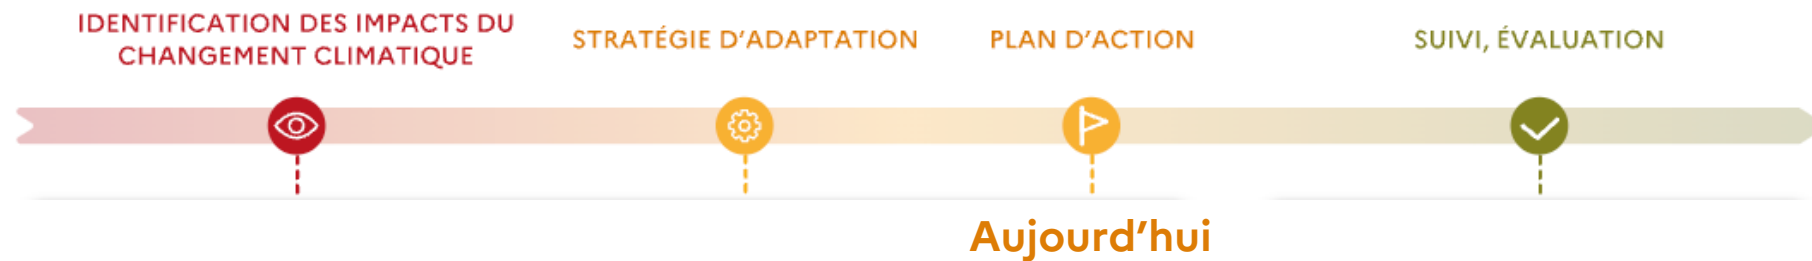 IDENTIFICATION DES IMPACTS DU
CHANGEMENT CLIMATIQUE
STRATÉGIE D'ADAPTATION
PLAN D'ACTION
SUIVI, ÉVALUATION
Aujourd'hui